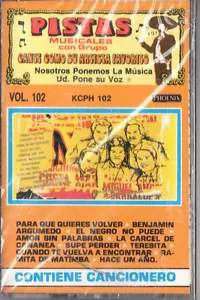 PISTAS
MUSICALES
con Grupo
CANTE COMO SU ARTISTA FAVORITO
Nosotros Ponemos La Música
Ud. Pone su Voz
VOL. 102
KCPH 102
PHOENIX
MIGUEL
PARA QUE QUIERES VOLVER - BENJAMIN
ARGUMEDO - EL NEGRO NO PUEDE -
AMOR SIN PALABRAS - LA CARCEL DE
CANANEA - SUPE PERDER - TERESITA -
CUANDO TE VUELVA A ENCONTRAR - RA-
MITA DE MATIMBA - HACE UN AÑO.
CONTIENE CANCIONERO